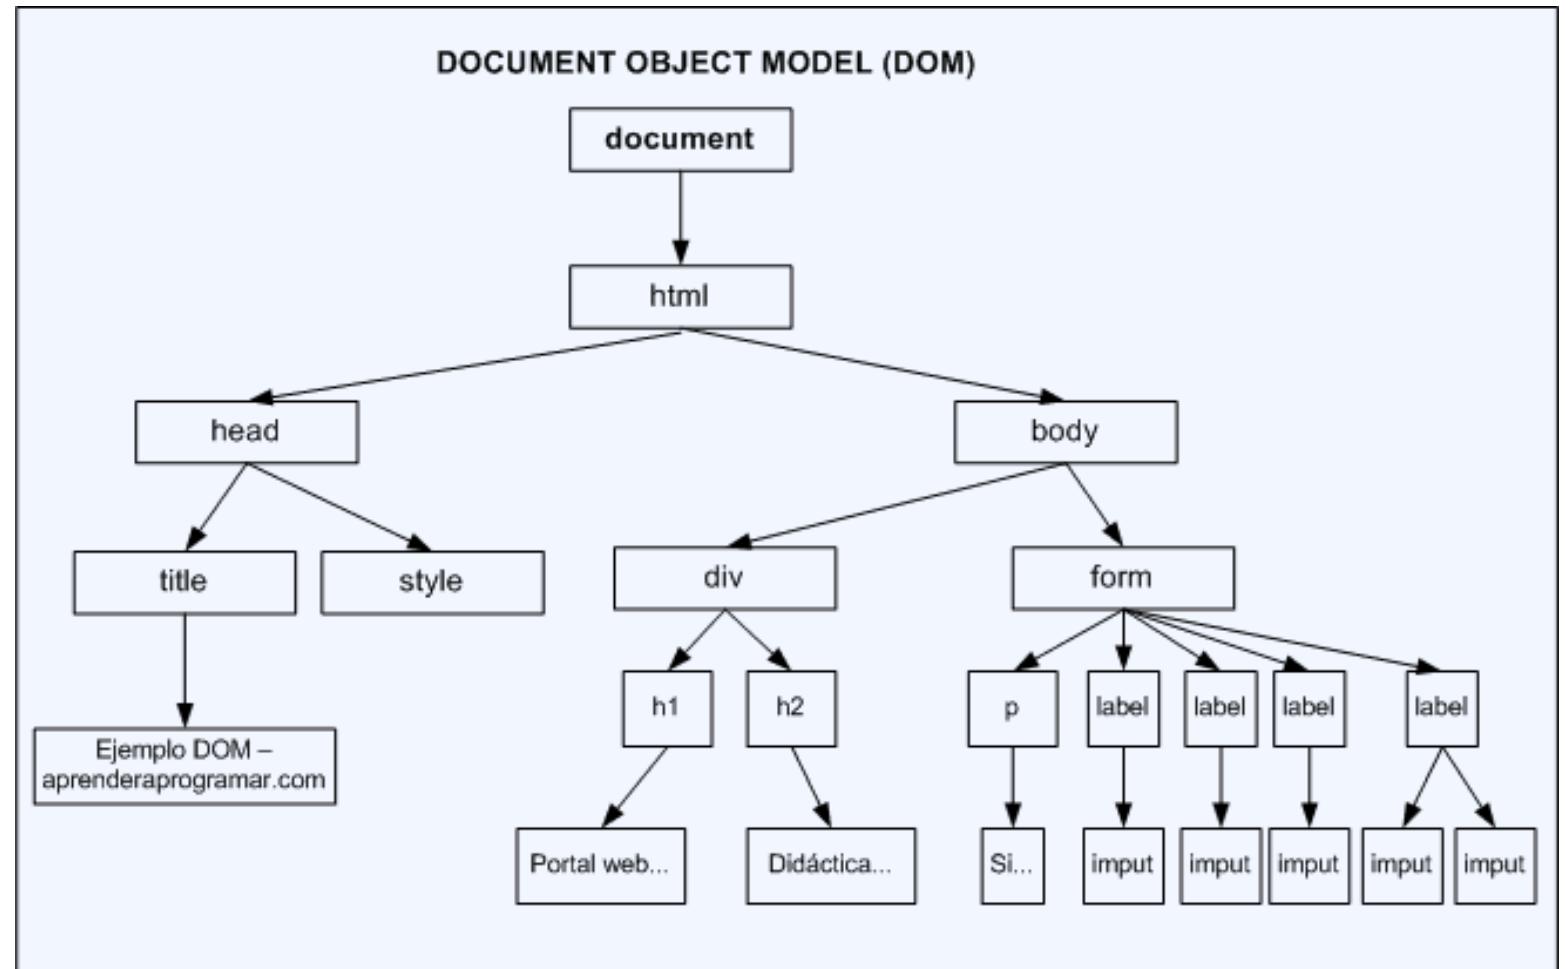 DOCUMENT OBJECT MODEL (DOM)
document
html
head
body
title
style
div
form
h1
h2
p
label
label
label
label
Ejemplo DOM –
aprenderaprogramar.com
Portal web...
Didáctica...
Si...
imput
imput
imput
imput
imput